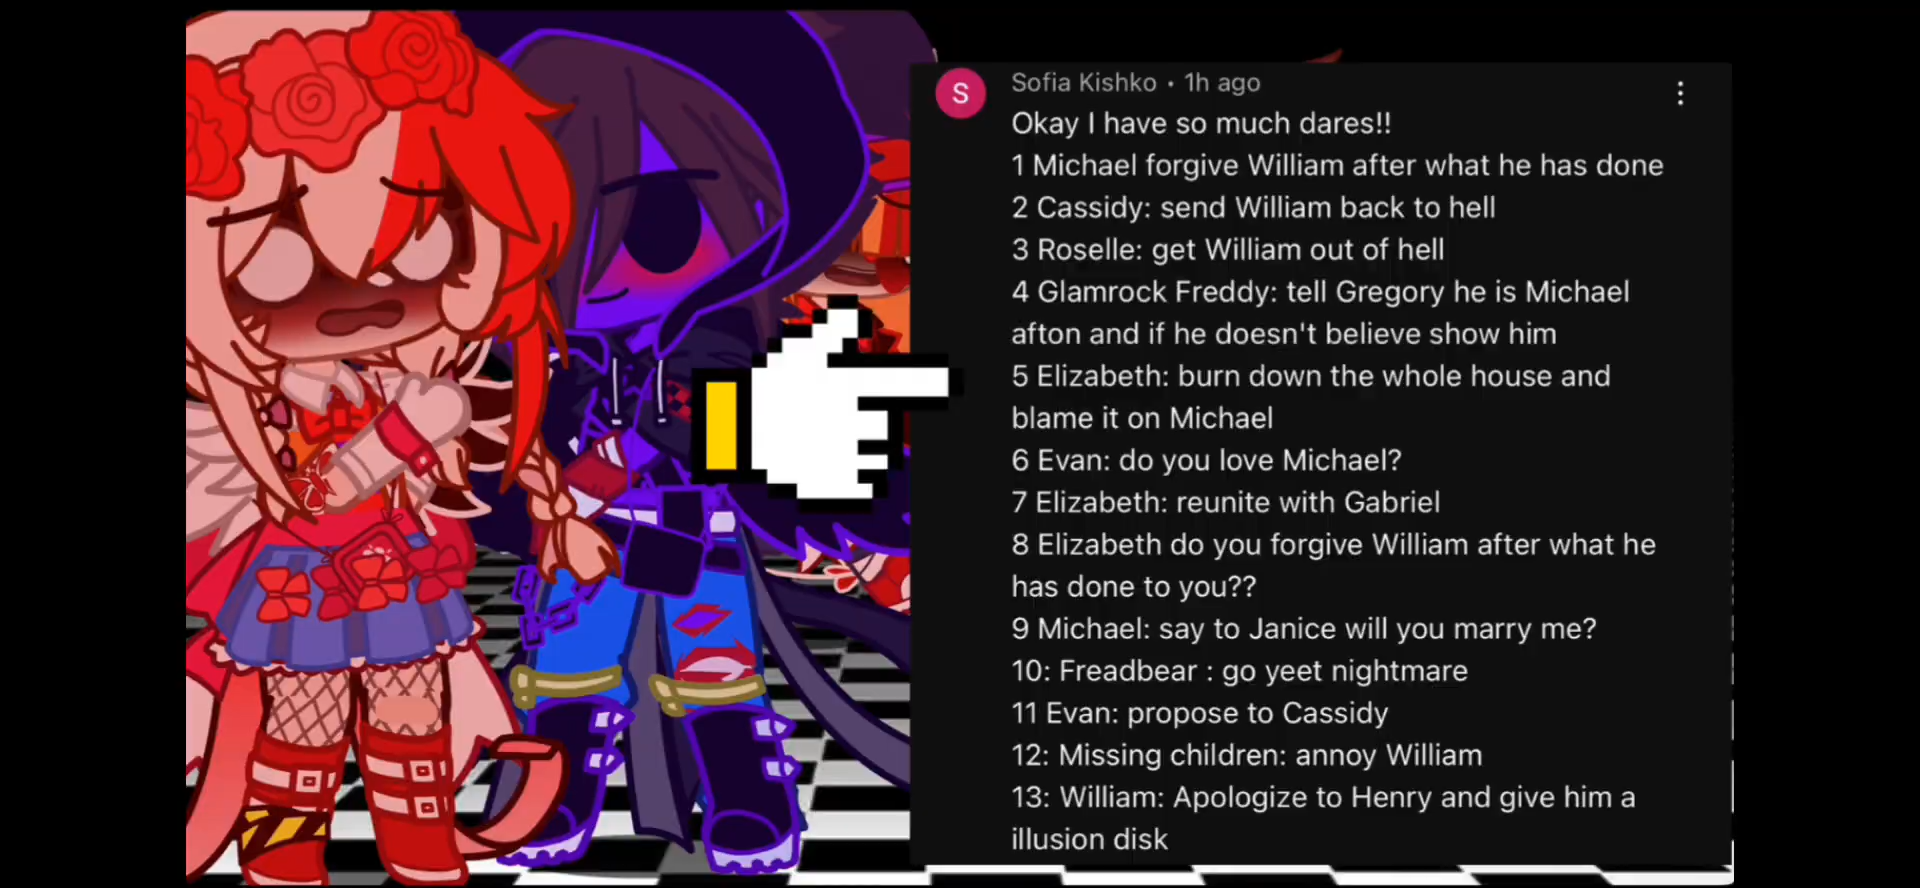 S
Sofia Kishko • 1h ago
Okay I have so much dares!!
1 Michael forgive William after what he has done
2 Cassidy: send William back to hell
3 Roselle: get William out of hell
4 Glamrock Freddy: tell Gregory he is Michael
afton and if he doesn't believe show him
5 Elizabeth: burn down the whole house and
blame it on Michael
6 Evan: do you love Michael?
7 Elizabeth: reunite with Gabriel
8 Elizabeth do you forgive William after what he
has done to you??
9 Michael: say to Janice will you marry me?
10: Freadbear : go yeet nightmare
11 Evan: propose to Cassidy
12: Missing children: annoy William
13: William: Apologize to Henry and give him a
illusion disk